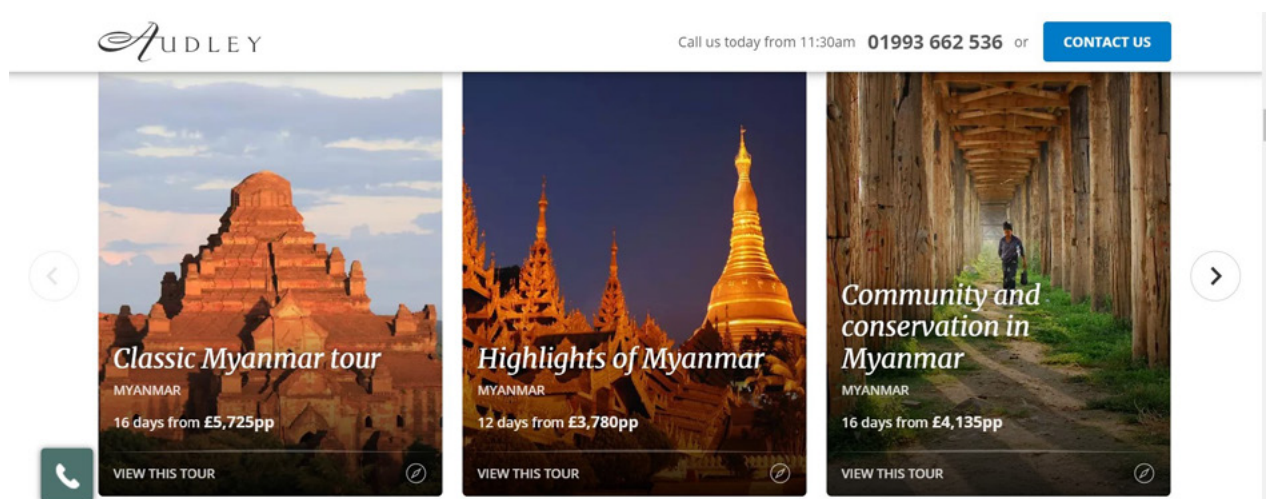 AUDLEY
Call us today from 11:30am 01993 662 536 or CONTACT US
Classic Myanmar tour
MYANMAR
16 days from £5,725pp
VIEW THIS TOUR
Highlights of Myanmar
MYANMAR
12 days from £3,780pp
VIEW THIS TOUR
Community and
conservation in
Myanmar
MYANMAR
16 days from £4,135pp
VIEW THIS TOUR